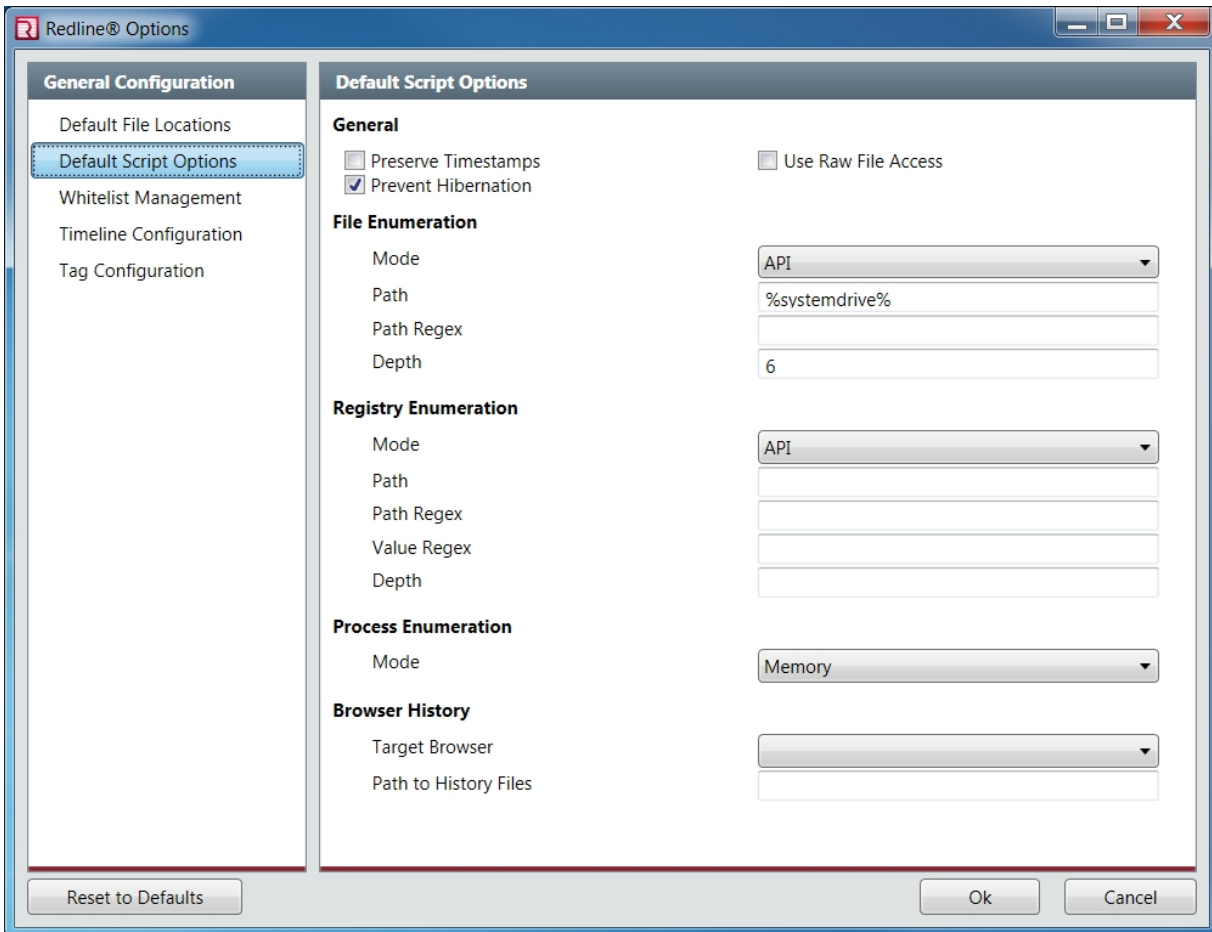 Redline® Options
General Configuration
Default File Locations
Default Script Options
Whitelist Management
Timeline Configuration
Tag Configuration
Default Script Options
General
Preserve Timestamps
Use Raw File Access
Prevent Hibernation
File Enumeration
Mode
API
Path
%systemdrive%
Path Regex
Depth
6
Registry Enumeration
Mode
API
Path
Path Regex
Value Regex
Depth
Process Enumeration
Mode
Memory
Browser History
Target Browser
Path to History Files
Reset to Defaults
Ok
Cancel